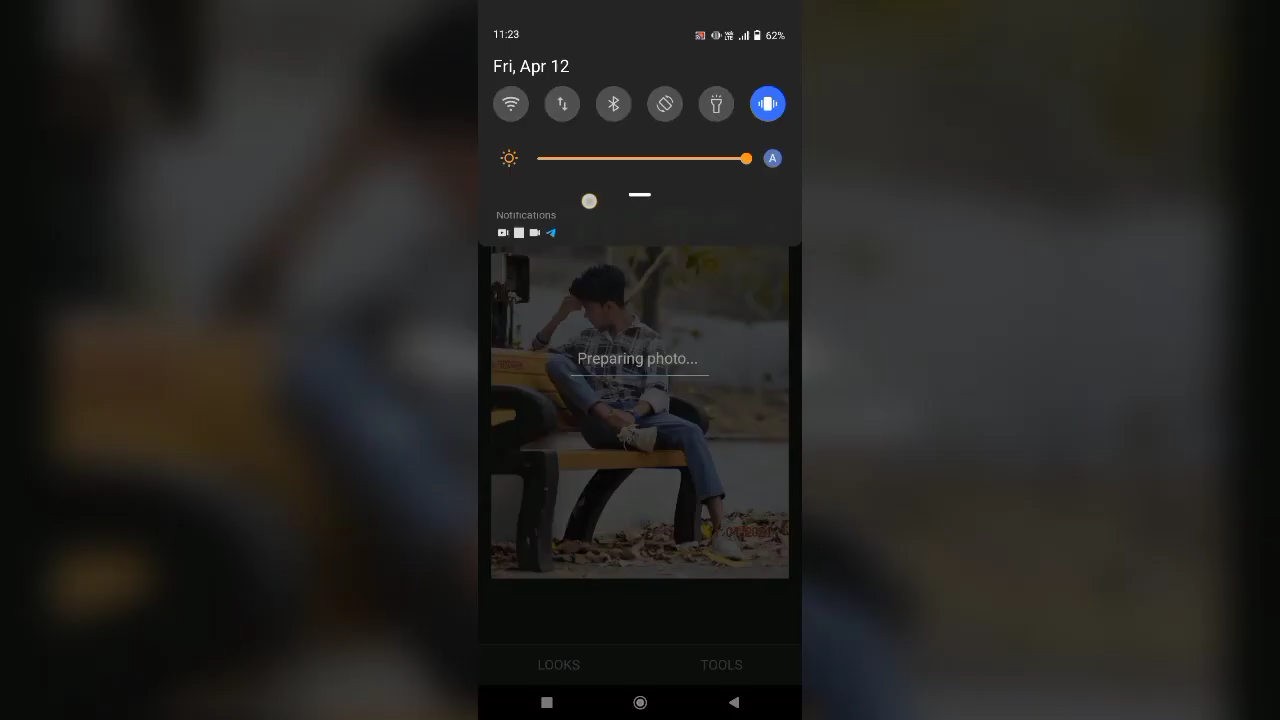 11:23
62%
Fri, Apr 12
A
Notifications
Preparing photo...
LOOKS
TOOLS